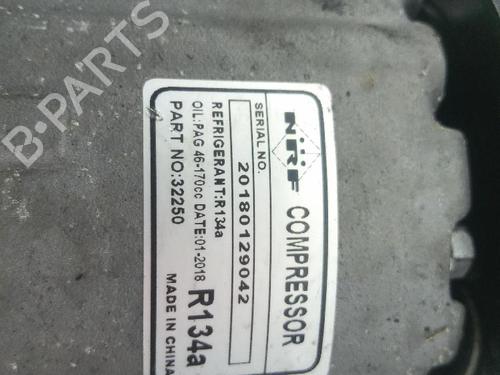 NRF COMPRESSOR
SERIAL NO.
20180129042
REFRIGERANT:R134a
OIL:PAG 46-170cc DATE:01-2018
PART NO:32250
R134a
MADE IN CHINA
B-PARTS